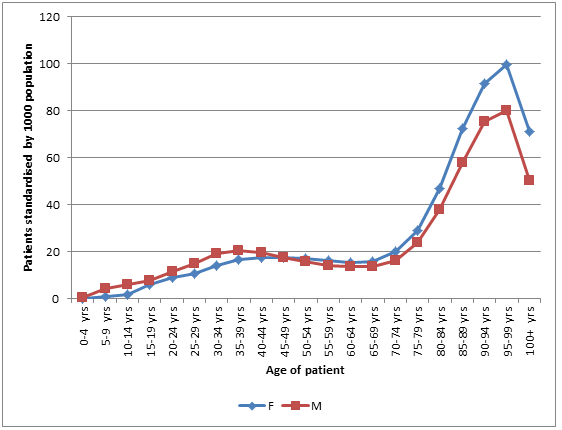 120
100
80
60
40
20
0
Patients standardised by 1000 population
0-4 yrs
5-9 yrs
10-14 yrs
15-19 yrs
20-24 yrs
25-29 yrs
30-34 yrs
35-39 yrs
40-44 yrs
45-49 yrs
50-54 yrs
55-59 yrs
60-64 yrs
65-69 yrs
70-74 yrs
75-79 yrs
80-84 yrs
85-89 yrs
90-94 yrs
95-99 yrs
100+ yrs
Age of patient
F M